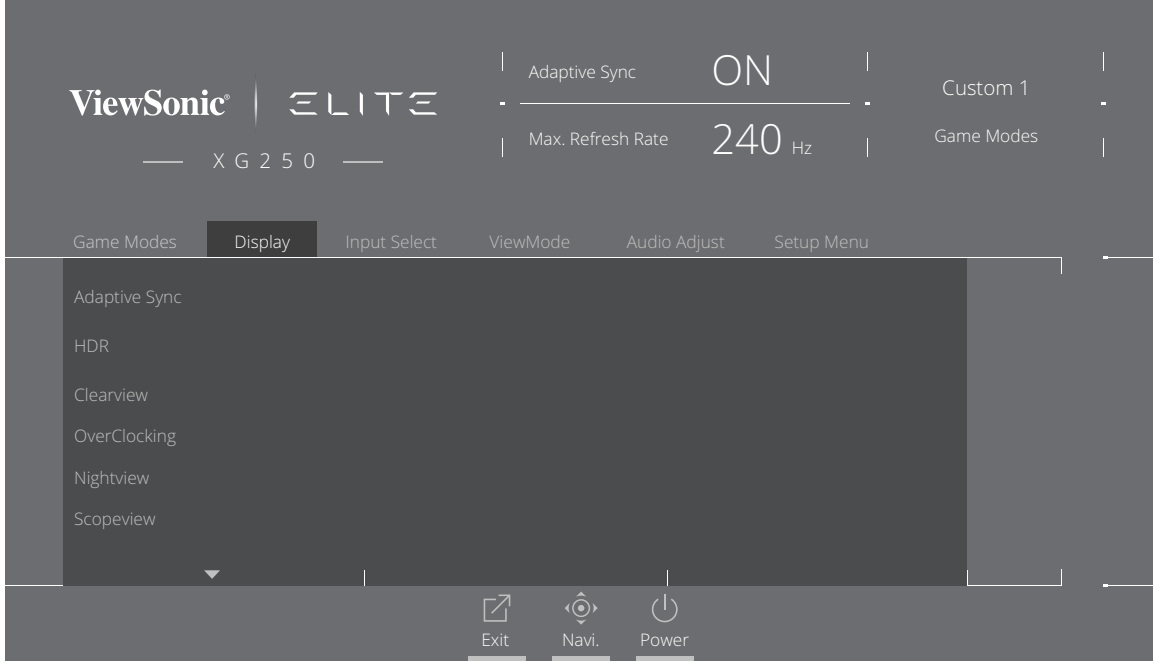 ViewSonic® ELITE
XG250
Adaptive Sync ON
Max. Refresh Rate 240 Hz
Custom 1
Game Modes
Game Modes Display Input Select ViewMode Audio Adjust Setup Menu
Adaptive Sync
HDR
Clearview
OverClocking
Nightview
Scopeview
Exit Navi. Power